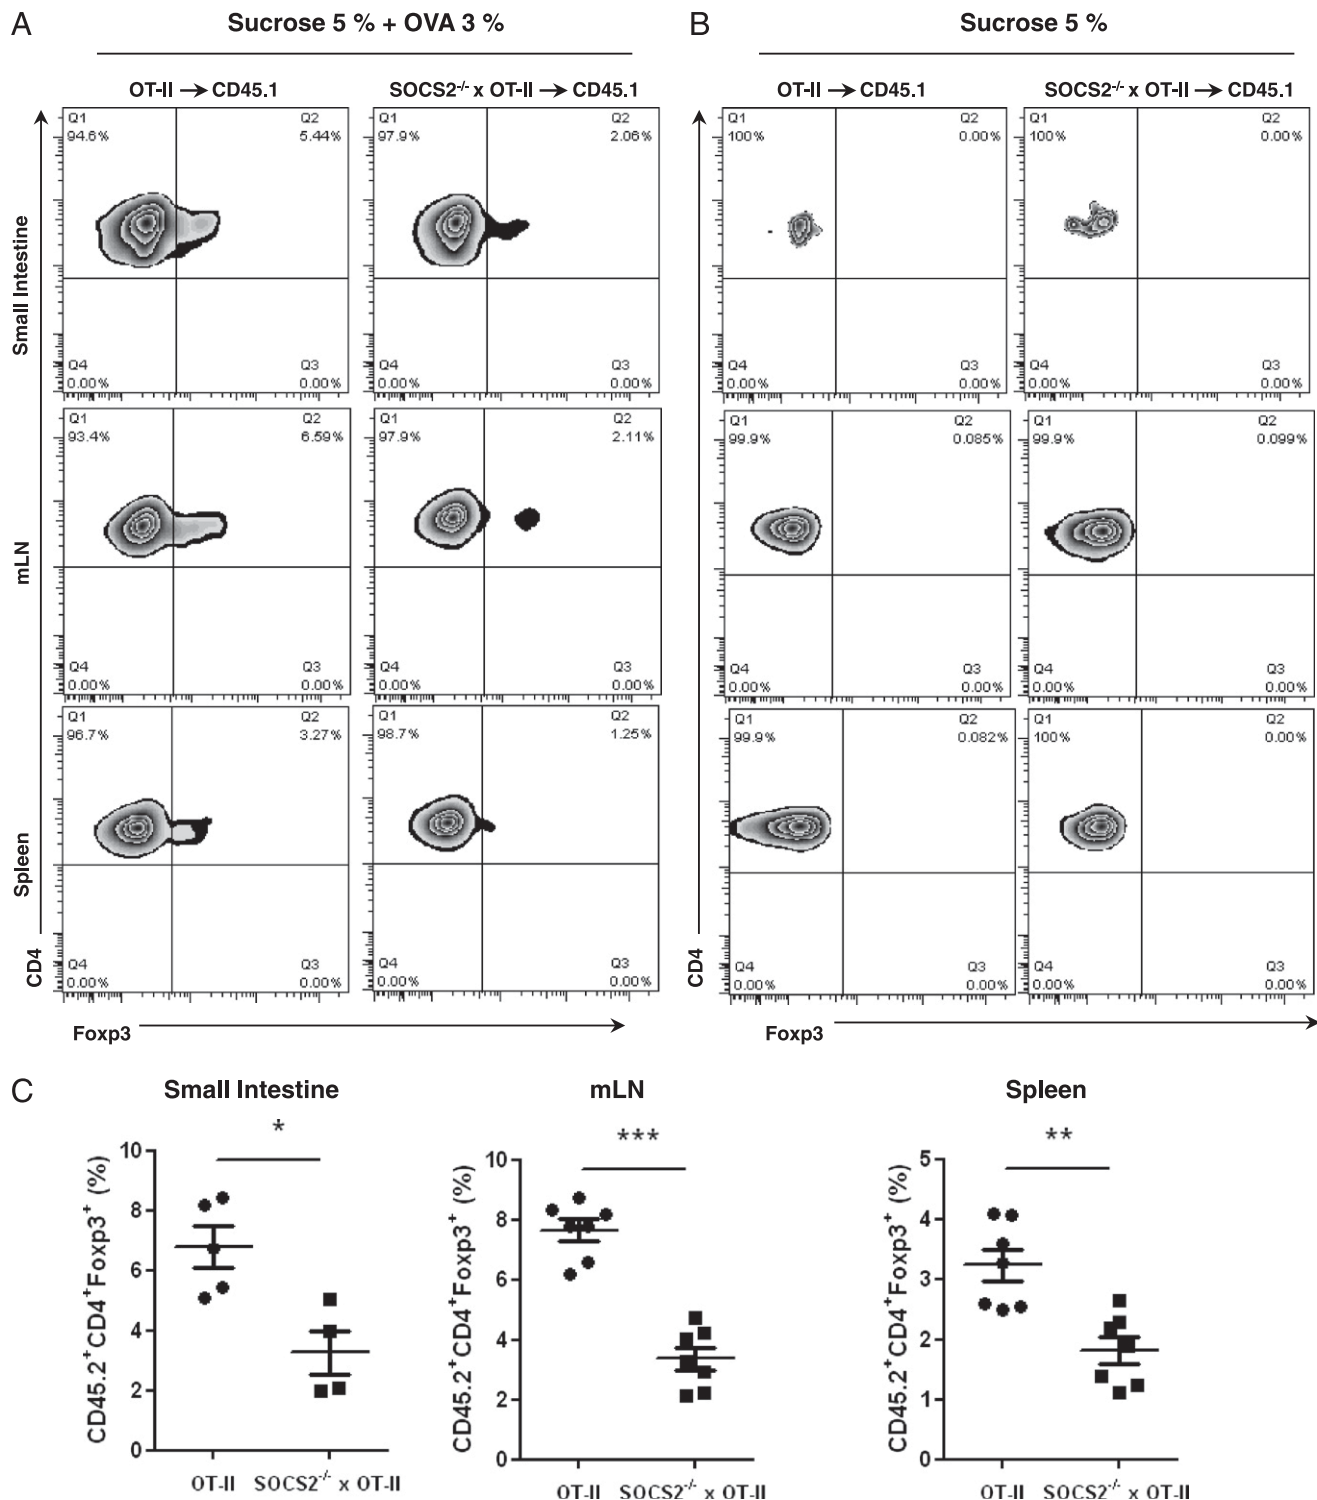 A
Sucrose 5 % + OVA 3 %
B
Sucrose 5 %
OT-II → CD45.1
SOCS2-/- x OT-II → CD45.1
OT-II → CD45.1
SOCS2-/- x OT-II → CD45.1
Small Intestine
Q1 Q2
94.6% 5.44%
Q4 Q3
0.00% 0.00%
Q1 Q2
97.9% 2.06%
Q4 Q3
0.00% 0.00%
Q1 Q2
100% 0.00%
Q4 Q3
0.00% 0.00%
Q1 Q2
100% 0.00%
Q4 Q3
0.00% 0.00%
mLN
Q1 Q2
93.4% 6.59%
Q4 Q3
0.00% 0.00%
Q1 Q2
97.9% 2.11%
Q4 Q3
0.00% 0.00%
Q1 Q2
99.9% 0.085%
Q4 Q3
0.00% 0.00%
Q1 Q2
99.9% 0.099%
Q4 Q3
0.00% 0.00%
Spleen
Q1 Q2
96.7% 3.27%
Q4 Q3
0.00% 0.00%
Q1 Q2
98.7% 1.25%
Q4 Q3
0.00% 0.00%
Q1 Q2
99.9% 0.082%
Q4 Q3
0.00% 0.00%
Q1 Q2
100% 0.00%
Q4 Q3
0.00% 0.00%
CD4
CD4
Foxp3
Foxp3
C
Small Intestine
*
CD45.2+CD4+Foxp3+ (%)
10
8
6
4
2
0
OT-II SOCS2-/- x OT-II
mLN
***
CD45.2+CD4+Foxp3+ (%)
10
8
6
4
2
0
OT-II SOCS2-/- x OT-II
Spleen
**
CD45.2+CD4+Foxp3+ (%)
5
4
3
2
1
0
OT-II SOCS2-/- x OT-II